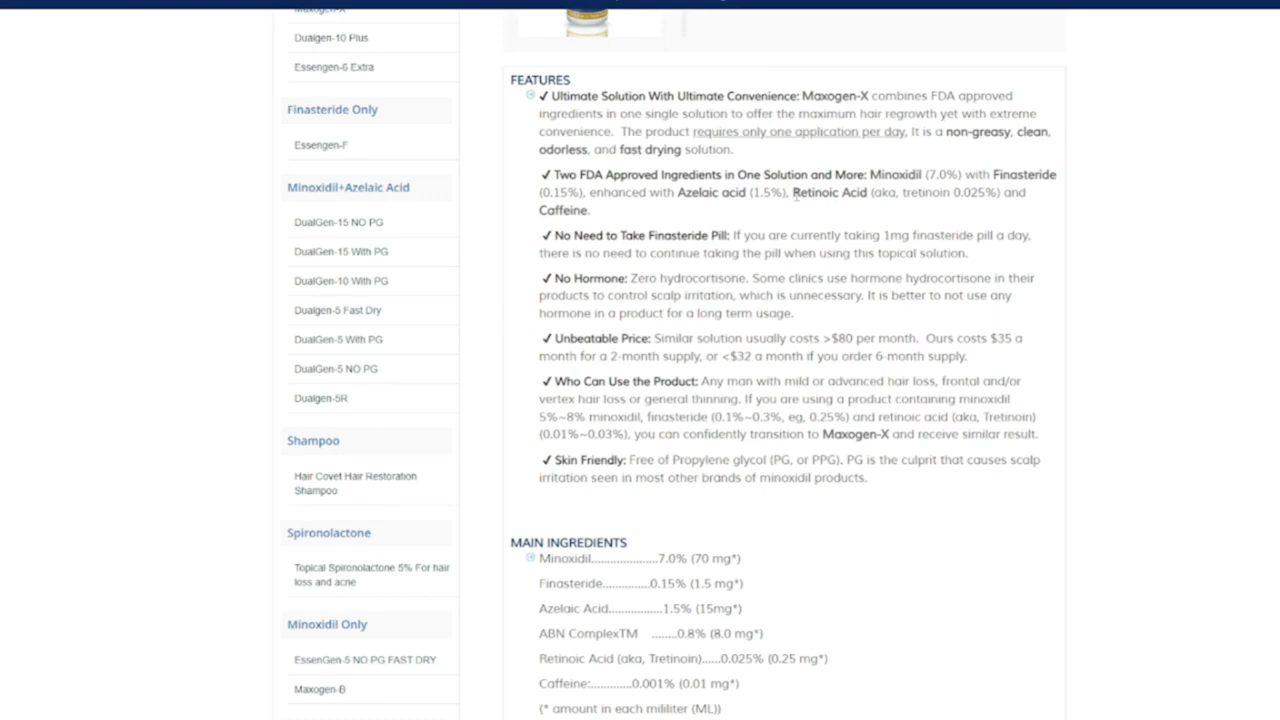 Maxogen-X
Dualgen-10 Plus
Essengen-6 Extra
Finasteride Only
Essengen-F
Minoxidil+Azelaic Acid
DualGen-15 NO PG
DualGen-15 With PG
DualGen-10 With PG
Dualgen-5 Fast Dry
DualGen-5 With PG
DualGen-5 NO PG
Dualgen-5R
Shampoo
Hair Covet Hair Restoration
Shampoo
Spironolactone
Topical Spironolactone 5% For hair
loss and acne
Minoxidil Only
EssenGen-5 NO PG FAST DRY
Maxogen-B
FEATURES
✓ Ultimate Solution With Ultimate Convenience: Maxogen-X combines FDA approved
ingredients in one single solution to offer the maximum hair regrowth yet with extreme
convenience. The product requires only one application per day. It is a non-greasy, clean,
odorless, and fast drying solution.
✓ Two FDA Approved Ingredients in One Solution and More: Minoxidil (7.0%) with Finasteride
(0.15%), enhanced with Azelaic acid (1.5%), Retinoic Acid (aka, tretinoin 0.025%) and
Caffeine.
✓ No Need to Take Finasteride Pill: If you are currently taking 1mg finasteride pill a day,
there is no need to continue taking the pill when using this topical solution.
✓ No Hormone: Zero hydrocortisone. Some clinics use hormone hydrocortisone in their
products to control scalp irritation, which is unnecessary. It is better to not use any
hormone in a product for a long term usage.
✓ Unbeatable Price: Similar solution usually costs >$80 per month. Ours costs $35 a
month for a 2-month supply, or <$32 a month if you order 6-month supply.
✓ Who Can Use the Product: Any man with mild or advanced hair loss, frontal and/or
vertex hair loss or general thinning. If you are using a product containing minoxidil
5%~8% minoxidil, finasteride (0.1%~0.3%, eg, 0.25%) and retinoic acid (aka, Tretinoin)
(0.01%~0.03%), you can confidently transition to Maxogen-X and receive similar result.
✓ Skin Friendly: Free of Propylene glycol (PG, or PPG). PG is the culprit that causes scalp
irritation seen in most other brands of minoxidil products.
MAIN INGREDIENTS
Minoxidil.....................7.0% (70 mg*)
Finasteride...............0.15% (1.5 mg*)
Azelaic Acid.................1.5% (15mg*)
ABN ComplexTM ........0.8% (8.0 mg*)
Retinoic Acid (aka, Tretinoin)......0.025% (0.25 mg*)
Caffeine:.............0.001% (0.01 mg*)
(* amount in each mililiter (ML))